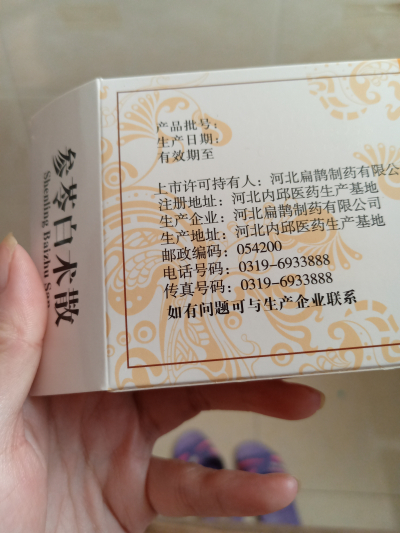 参苓白术散
Shenling Baizhu San
产品批号:
生产日期:
有效期至
上市许可持有人：河北扁鹊制药有限公
注册地址：河北内邱医药生产基地
生产企业：河北扁鹊制药有限公司
生产地址：河北内邱医药生产基地
邮政编码：054200
电话号码：0319-6933888
传真号码：0319-6933888
如有问题可与生产企业联系